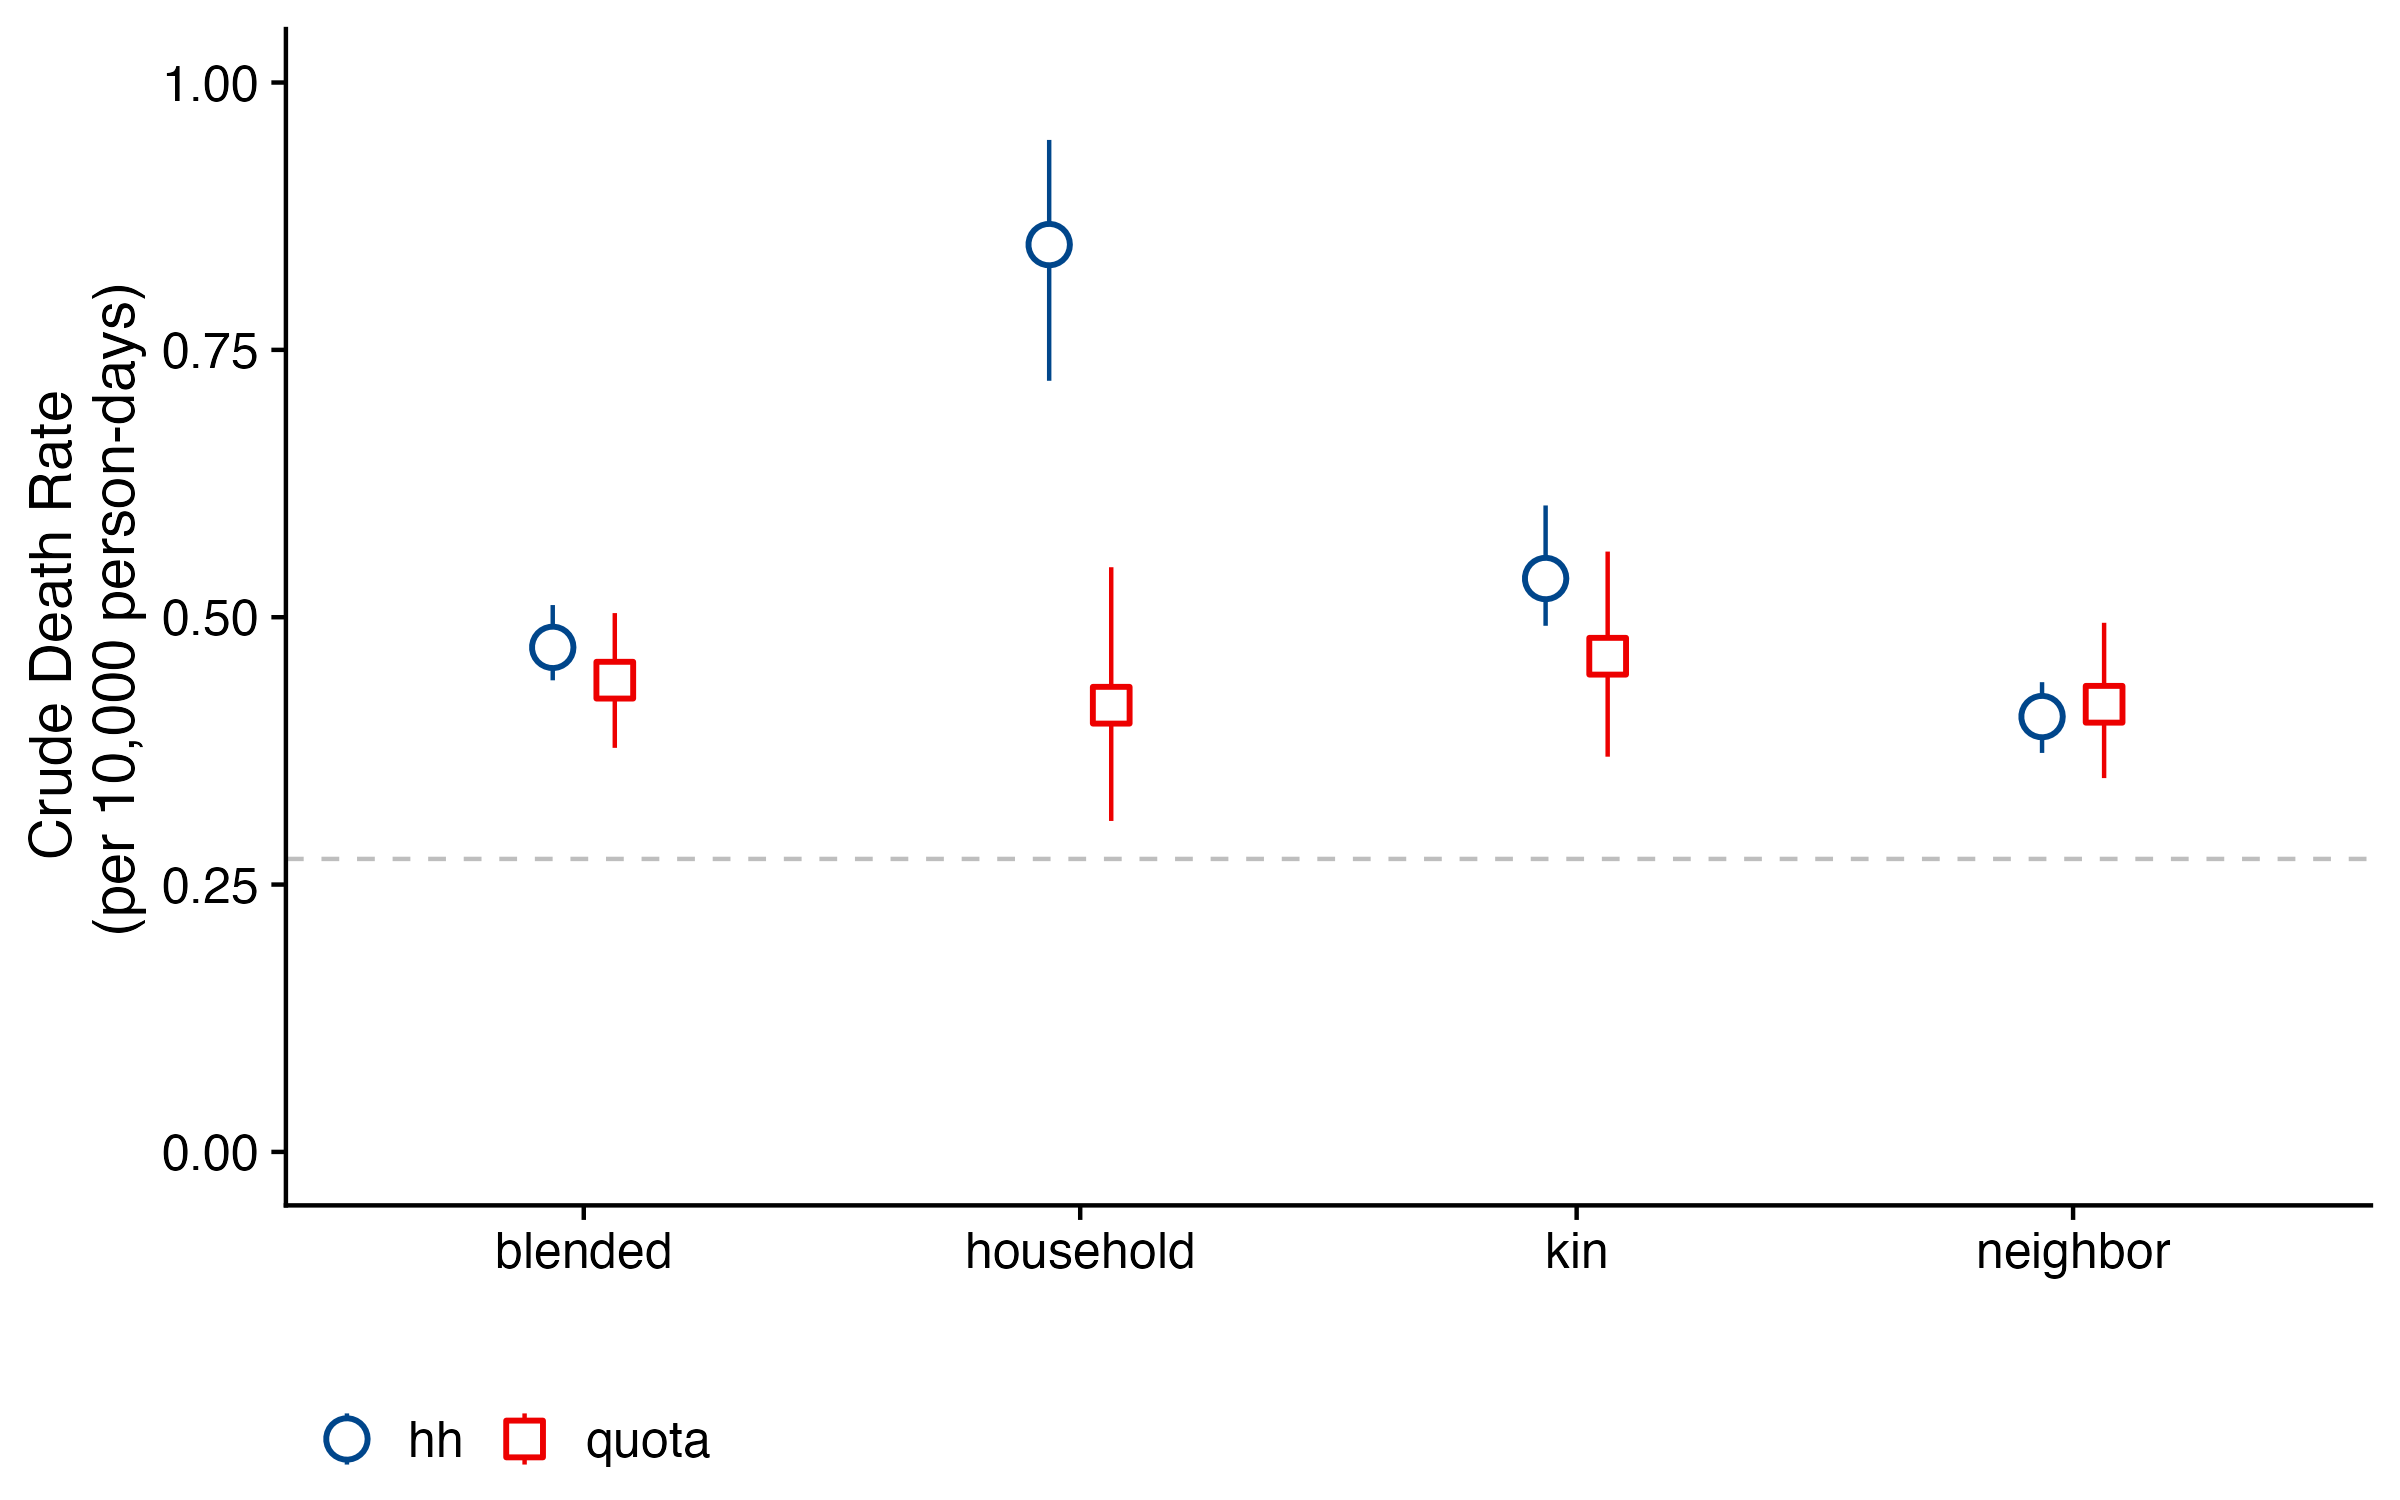 Crude Death Rate
(per 10,000 person-days)
1.00
0.75
0.50
0.25
0.00
blended household kin neighbor
hh quota